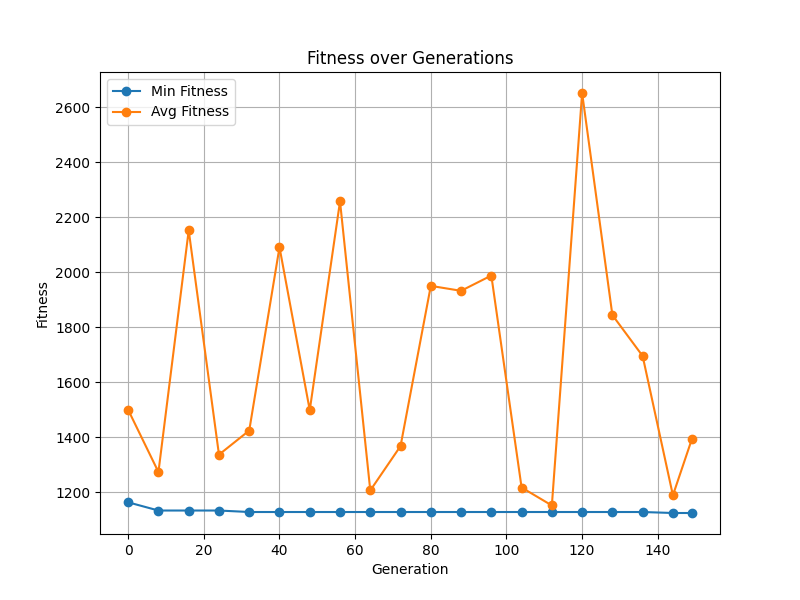 Fitness over Generations
Min Fitness
Avg Fitness
2600
2400
2200
2000
1800
1600
1400
1200
Fitness
0 20 40 60 80 100 120 140
Generation